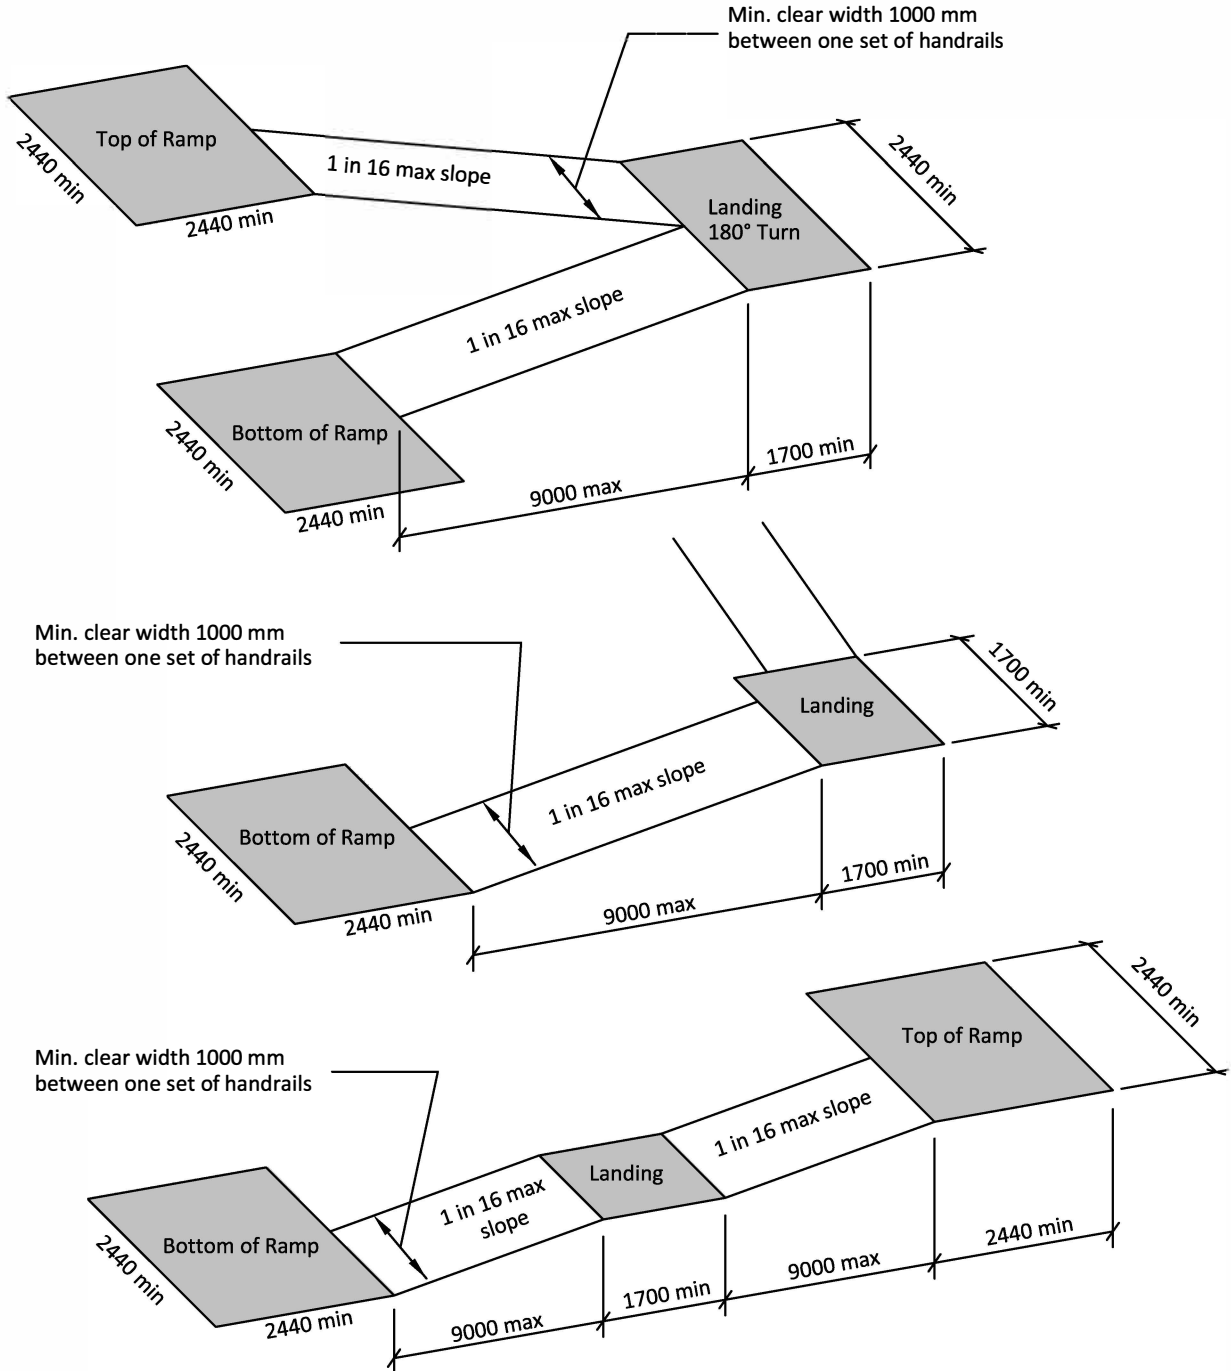 Min. clear width 1000 mm
between one set of handrails
Top of Ramp
2440 min
2440 min
1 in 16 max slope
Landing
180° Turn
2440 min
1 in 16 max slope
Bottom of Ramp
2440 min
2440 min
9000 max
1700 min
Min. clear width 1000 mm
between one set of handrails
Landing
1700 min
1 in 16 max slope
Bottom of Ramp
2440 min
2440 min
9000 max
1700 min
Min. clear width 1000 mm
between one set of handrails
Top of Ramp
2440 min
1 in 16 max slope
Landing
1 in 16 max
slope
Bottom of Ramp
2440 min
2440 min
9000 max
1700 min
9000 max
2440 min